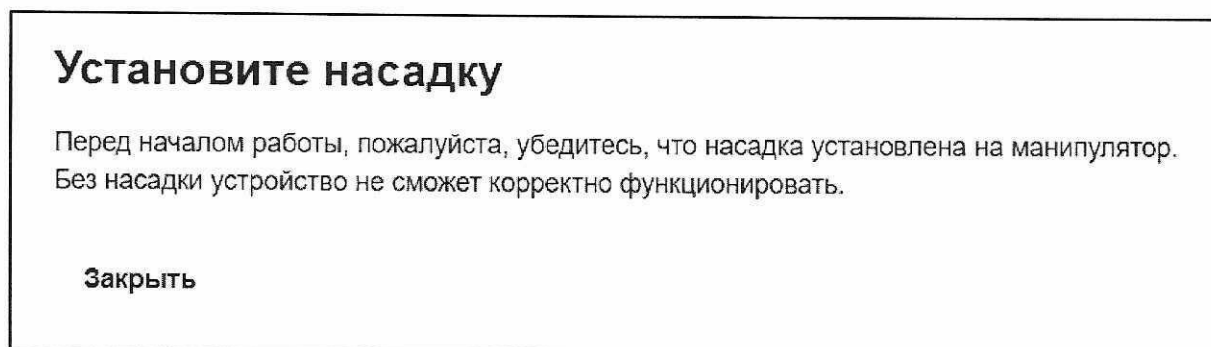 Установите насадку
Перед началом работы, пожалуйста, убедитесь, что насадка установлена на манипулятор.
Без насадки устройство не сможет корректно функционировать.
Закрыть